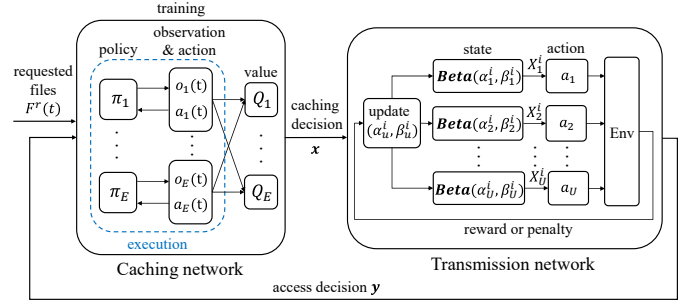 training
observation
& action
policy
value
requested
files
F^r(t)
π_1
o_1(t)
a_1(t)
Q_1
π_E
o_E(t)
a_E(t)
Q_E
execution
Caching network
caching
decision
x
state
action
update
(α_u^i, β_u^i)
Beta(α_1^i, β_1^i)
X_1^i
a_1
Beta(α_2^i, β_2^i)
X_2^i
a_2
Beta(α_U^i, β_U^i)
X_U^i
a_U
Env
reward or penalty
Transmission network
access decision y